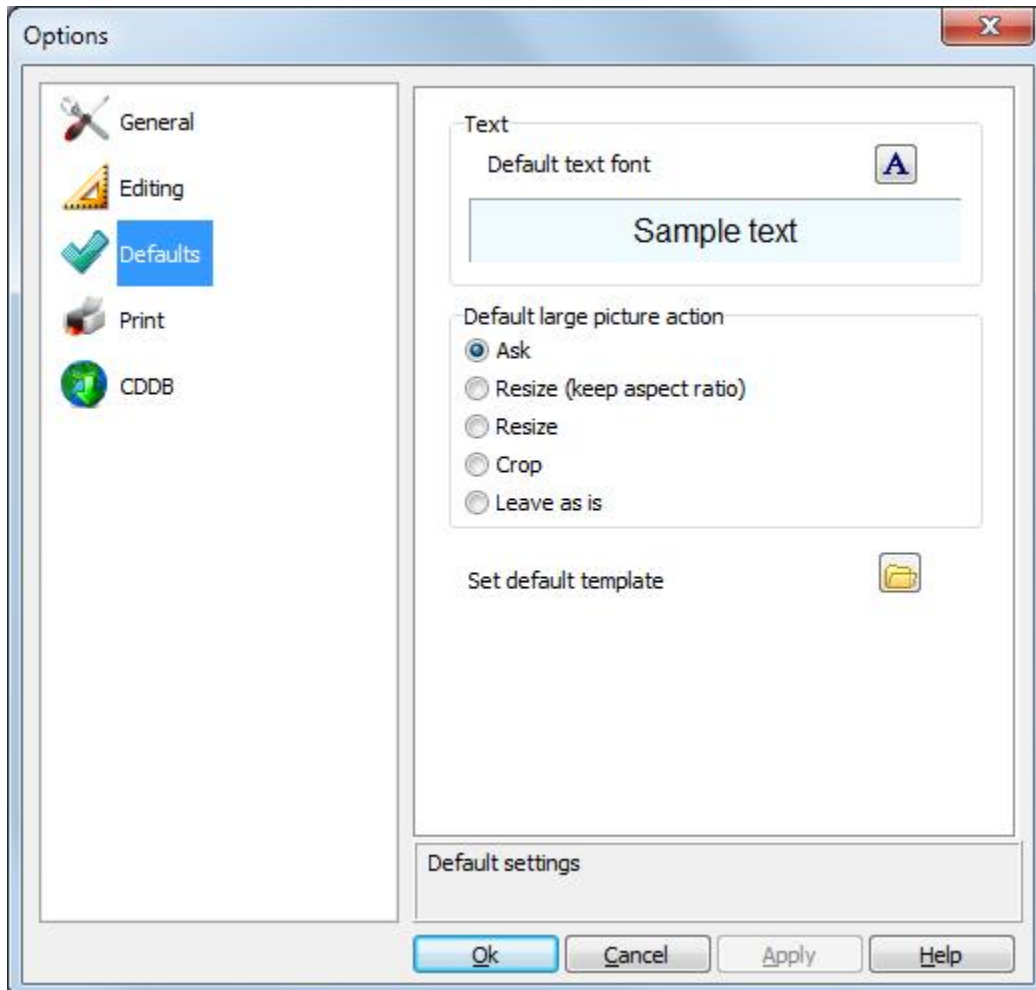 Options
General
Editing
Defaults
Print
CDDB
Text
Default text font
A
Sample text
Default large picture action
Ask
Resize (keep aspect ratio)
Resize
Crop
Leave as is
Set default template
Default settings
Ok Cancel Apply Help